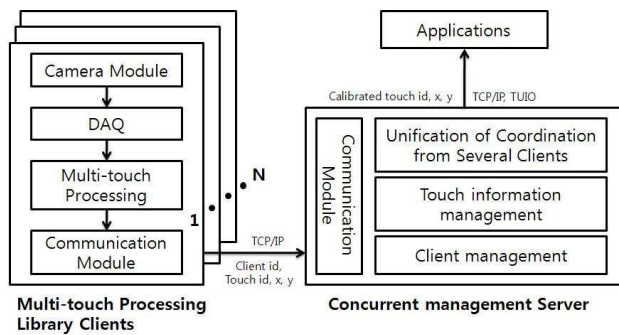 Camera Module
DAQ
Multi-touch
Processing
Communication
Module
1
N
Multi-touch Processing
Library Clients
TCP/IP
Client id,
Touch id, x, y
Applications
Calibrated touch id, x, y
TCP/IP, TUIO
Communication
Module
Unification of Coordination
from Several Clients
Touch information
management
Client management
Concurrent management Server